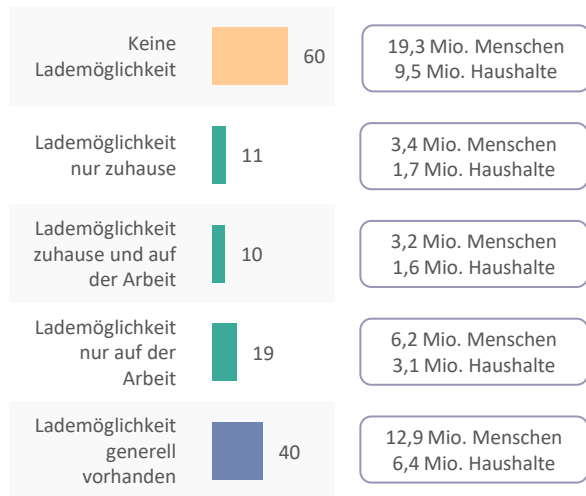 Keine
Lademöglichkeit
60
19,3 Mio. Menschen
9,5 Mio. Haushalte
Lademöglichkeit
nur zuhause
11
3,4 Mio. Menschen
1,7 Mio. Haushalte
Lademöglichkeit
zuhause und auf
der Arbeit
10
3,2 Mio. Menschen
1,6 Mio. Haushalte
Lademöglichkeit
nur auf der
Arbeit
19
6,2 Mio. Menschen
3,1 Mio. Haushalte
Lademöglichkeit
generell
vorhanden
40
12,9 Mio. Menschen
6,4 Mio. Haushalte